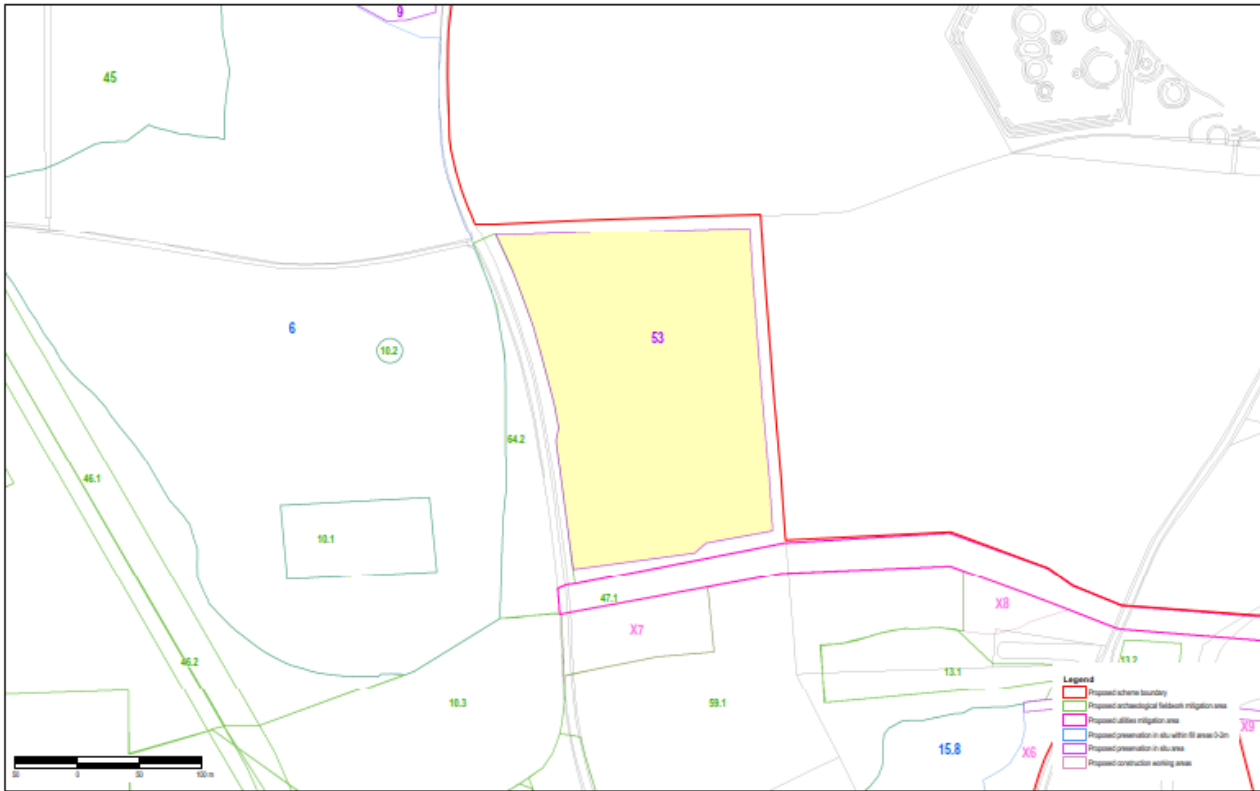 9
45
53
6
10.2
64.2
46.1
10.1
47.1
X8
X7
46.2
13.2
13.1
10.3
59.1
15.8
X6
X9
Legend
Proposed scheme boundary
Proposed archaeological fieldwork mitigation area
Proposed utilities mitigation area
Proposed preservation in situ within fill areas 0-2m
Proposed preservation in situ area
Proposed construction working areas
50 0 50 100 m